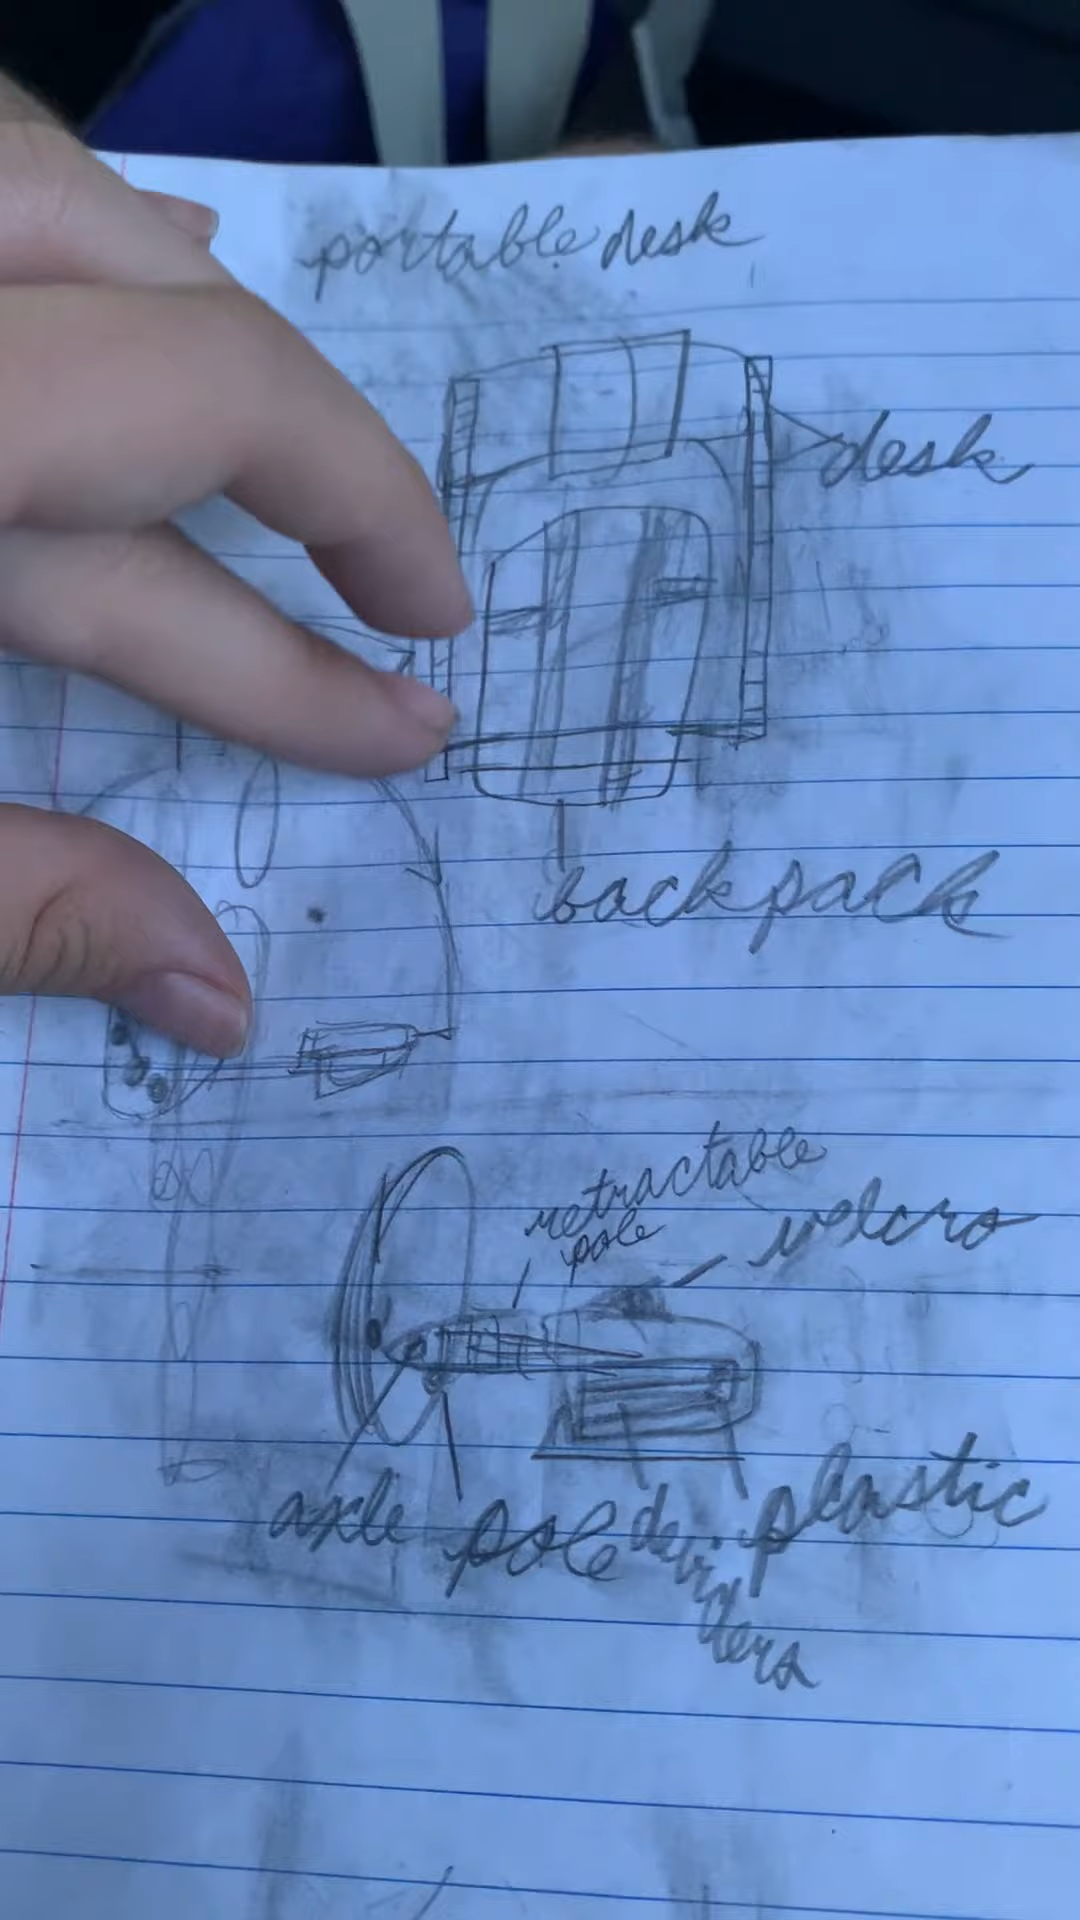 portable desk
desk
backpack
retractable
pole
velcro
axle pole plastic